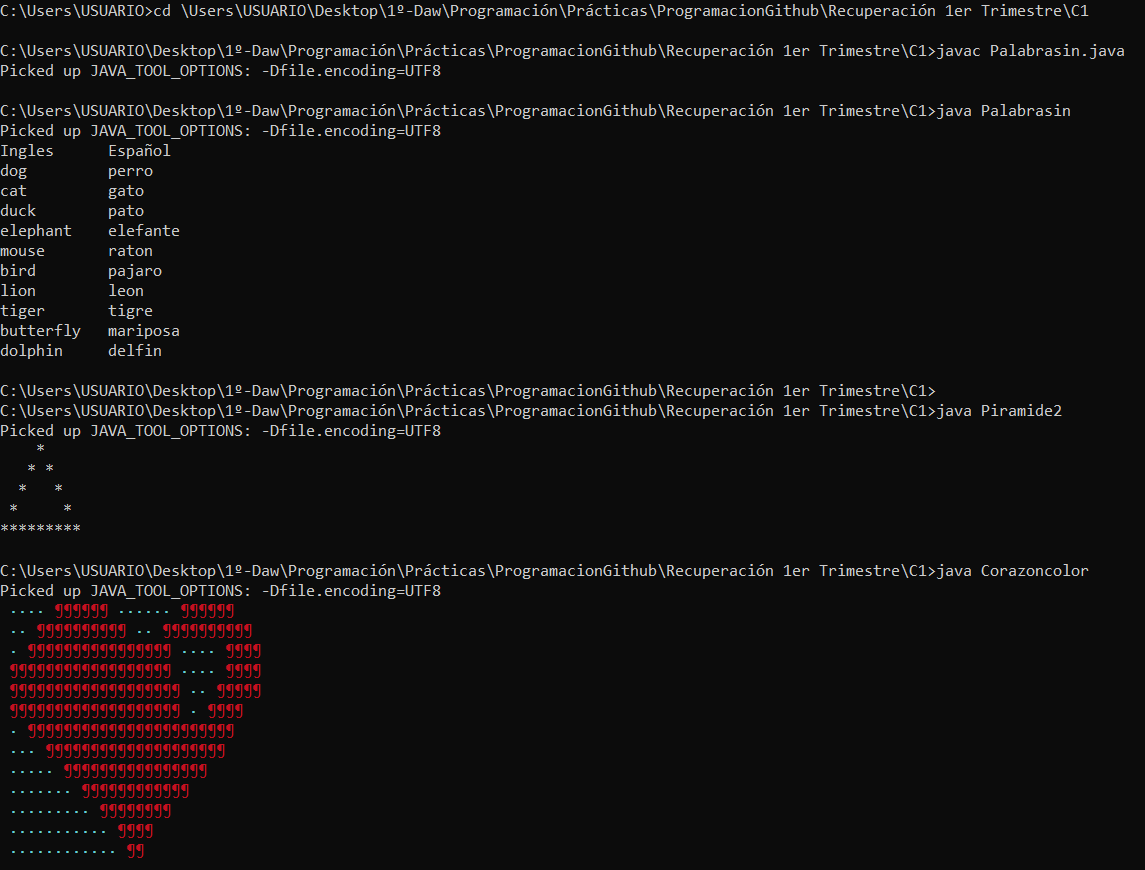 C:\Users\USUARIO>cd \Users\USUARIO\Desktop\1º-Daw\Programación\Prácticas\ProgramacionGithub\Recuperación 1er Trimestre\C1
C:\Users\USUARIO\Desktop\1º-Daw\Programación\Prácticas\ProgramacionGithub\Recuperación 1er Trimestre\C1>javac Palabrasin.java
Picked up JAVA_TOOL_OPTIONS: -Dfile.encoding=UTF8
C:\Users\USUARIO\Desktop\1º-Daw\Programación\Prácticas\ProgramacionGithub\Recuperación 1er Trimestre\C1>java Palabrasin
Picked up JAVA_TOOL_OPTIONS: -Dfile.encoding=UTF8
Ingles      Español
dog         perro
cat         gato
duck        pato
elephant    elefante
mouse       raton
bird        pajaro
lion        leon
tiger       tigre
butterfly   mariposa
dolphin     delfin
C:\Users\USUARIO\Desktop\1º-Daw\Programación\Prácticas\ProgramacionGithub\Recuperación 1er Trimestre\C1>
C:\Users\USUARIO\Desktop\1º-Daw\Programación\Prácticas\ProgramacionGithub\Recuperación 1er Trimestre\C1>java Piramide2
Picked up JAVA_TOOL_OPTIONS: -Dfile.encoding=UTF8
    *
   * *
  *   *
 *     *
*********
C:\Users\USUARIO\Desktop\1º-Daw\Programación\Prácticas\ProgramacionGithub\Recuperación 1er Trimestre\C1>java Corazoncolor
Picked up JAVA_TOOL_OPTIONS: -Dfile.encoding=UTF8
 ···· ¶¶¶¶¶¶ ······ ¶¶¶¶¶¶
 ·· ¶¶¶¶¶¶¶¶¶¶ ·· ¶¶¶¶¶¶¶¶¶¶
 · ¶¶¶¶¶¶¶¶¶¶¶¶¶¶¶¶ ···· ¶¶¶¶
 ¶¶¶¶¶¶¶¶¶¶¶¶¶¶¶¶¶¶ ···· ¶¶¶¶
 ¶¶¶¶¶¶¶¶¶¶¶¶¶¶¶¶¶¶¶ ·· ¶¶¶¶¶
 ¶¶¶¶¶¶¶¶¶¶¶¶¶¶¶¶¶¶¶ · ¶¶¶¶
 · ¶¶¶¶¶¶¶¶¶¶¶¶¶¶¶¶¶¶¶¶¶¶¶
 ··· ¶¶¶¶¶¶¶¶¶¶¶¶¶¶¶¶¶¶¶¶
 ····· ¶¶¶¶¶¶¶¶¶¶¶¶¶¶¶¶
 ······· ¶¶¶¶¶¶¶¶¶¶¶¶
 ········· ¶¶¶¶¶¶¶¶
 ··········· ¶¶¶¶
 ············ ¶¶